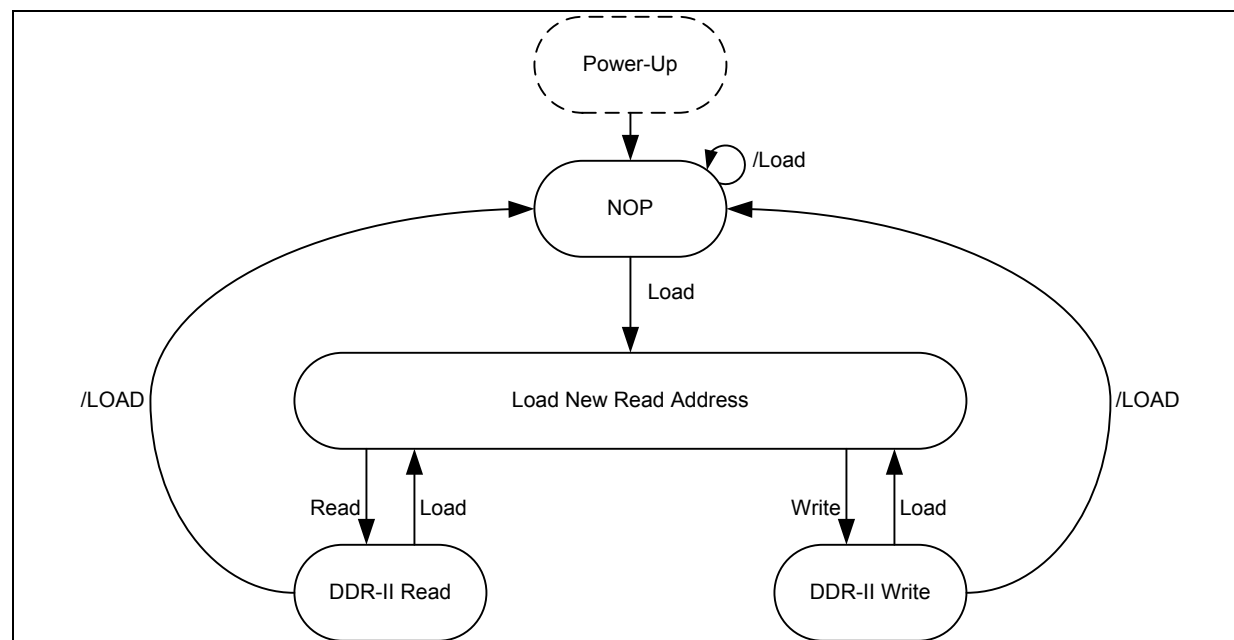 Power-Up
/Load
NOP
Load
Load New Read Address
/LOAD
/LOAD
Read
Load
Write
Load
DDR-II Read
DDR-II Write